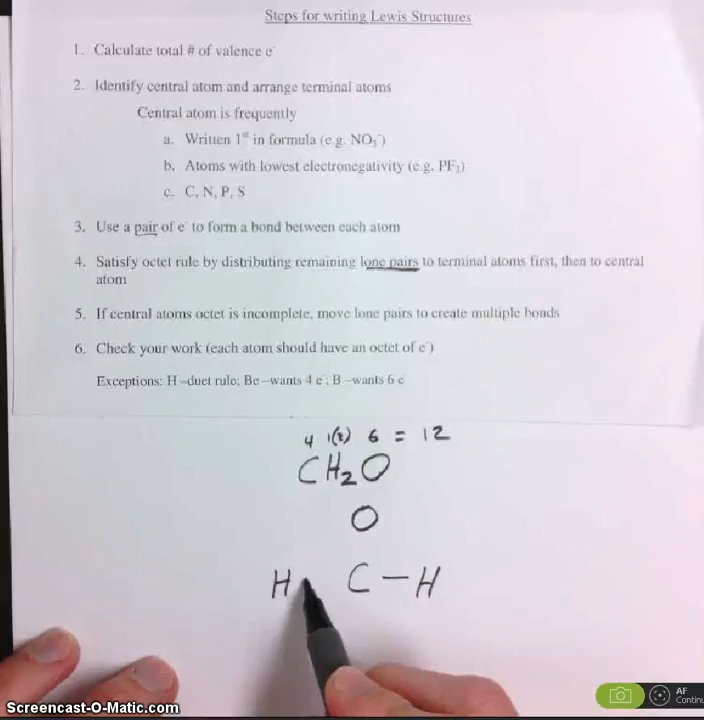 Steps for writing Lewis Structures
1. Calculate total # of valence e⁻
2. Identify central atom and arrange terminal atoms
Central atom is frequently
a. Written 1st in formula (e.g. NO₃⁻)
b. Atoms with lowest electronegativity (e.g. PF₃)
c. C, N, P, S
3. Use a pair of e⁻ to form a bond between each atom
4. Satisfy octet rule by distributing remaining lone pairs to terminal atoms first, then to central
atom
5. If central atoms octet is incomplete, move lone pairs to create multiple bonds
6. Check your work (each atom should have an octet of e⁻)
Exceptions: H –duet rule; Be –wants 4 e⁻; B –wants 6 e⁻
4 1(2) 6 = 12
CH₂O
O
H C – H
AF
Continu
Screencast-O-Matic.com